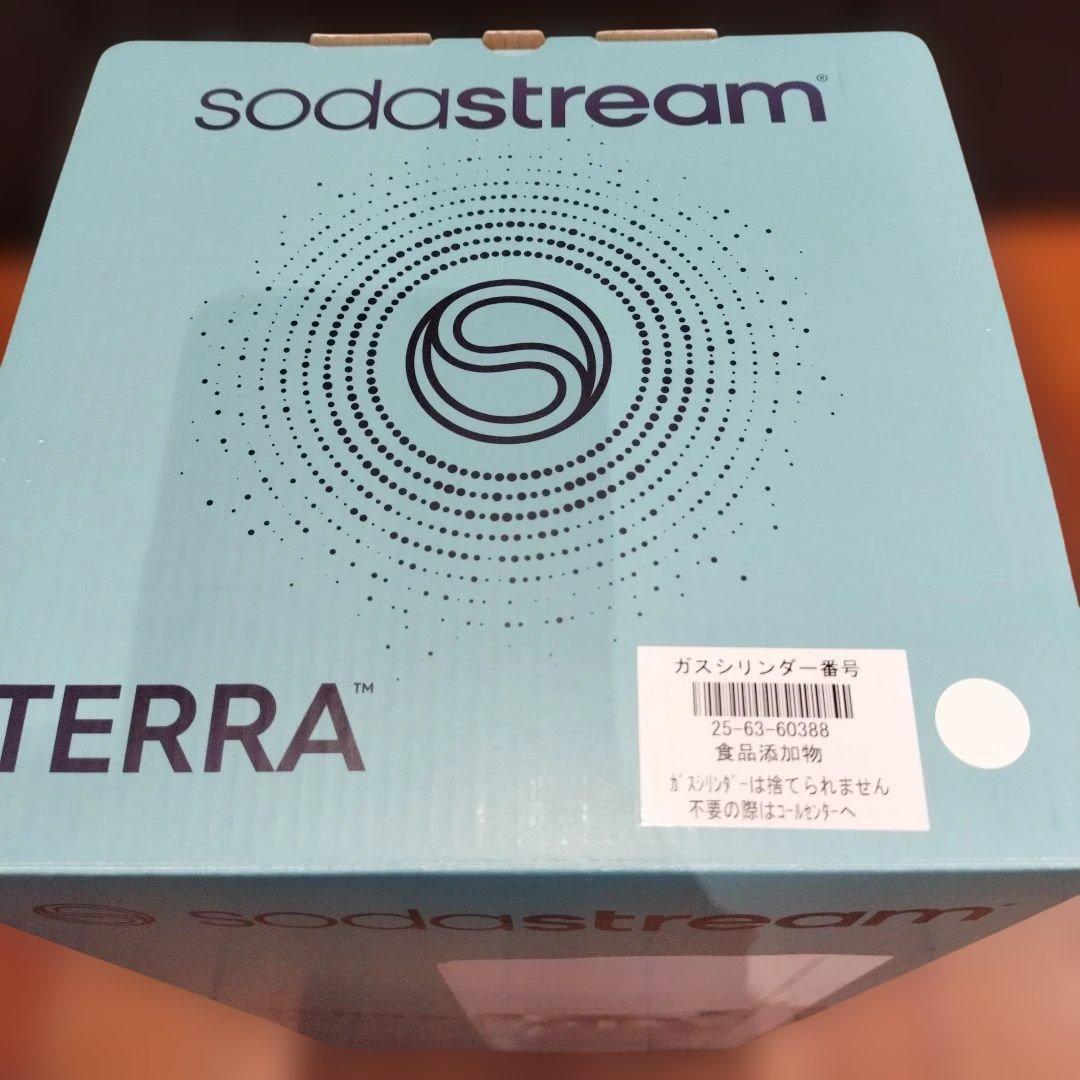 sodastream®
TERRA™
ガスシリンダー番号
25-63-60388
食品添加物
ｶﾞｽｼﾘﾝﾀﾞｰは捨てられません
不要の際はｺｰﾙｾﾝﾀｰへ
sodastream